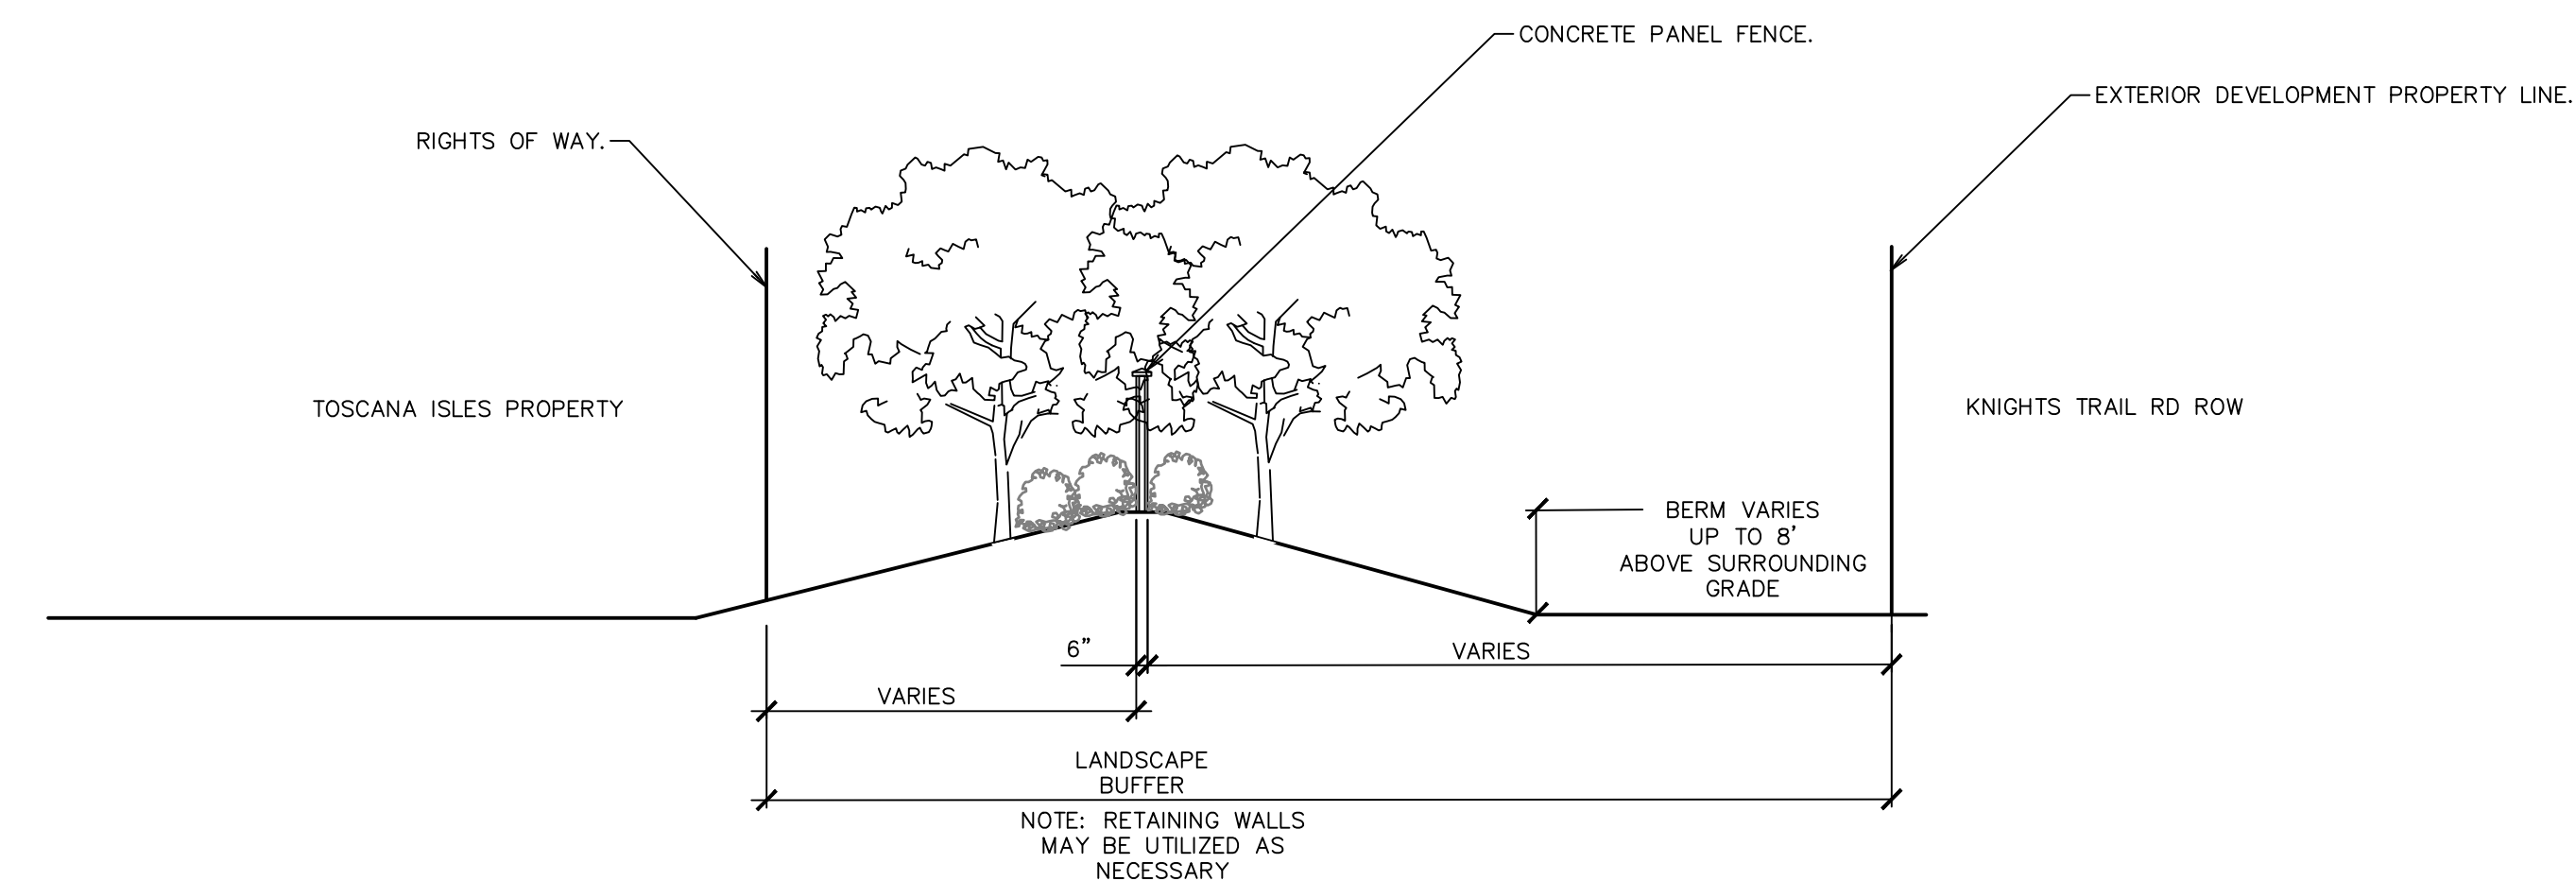 CONCRETE PANEL FENCE.
EXTERIOR DEVELOPMENT PROPERTY LINE.
RIGHTS OF WAY.
TOSCANA ISLES PROPERTY
KNIGHTS TRAIL RD ROW
BERM VARIES
UP TO 8'
ABOVE SURROUNDING
GRADE
6"
VARIES
VARIES
LANDSCAPE
BUFFER
NOTE: RETAINING WALLS
MAY BE UTILIZED AS
NECESSARY